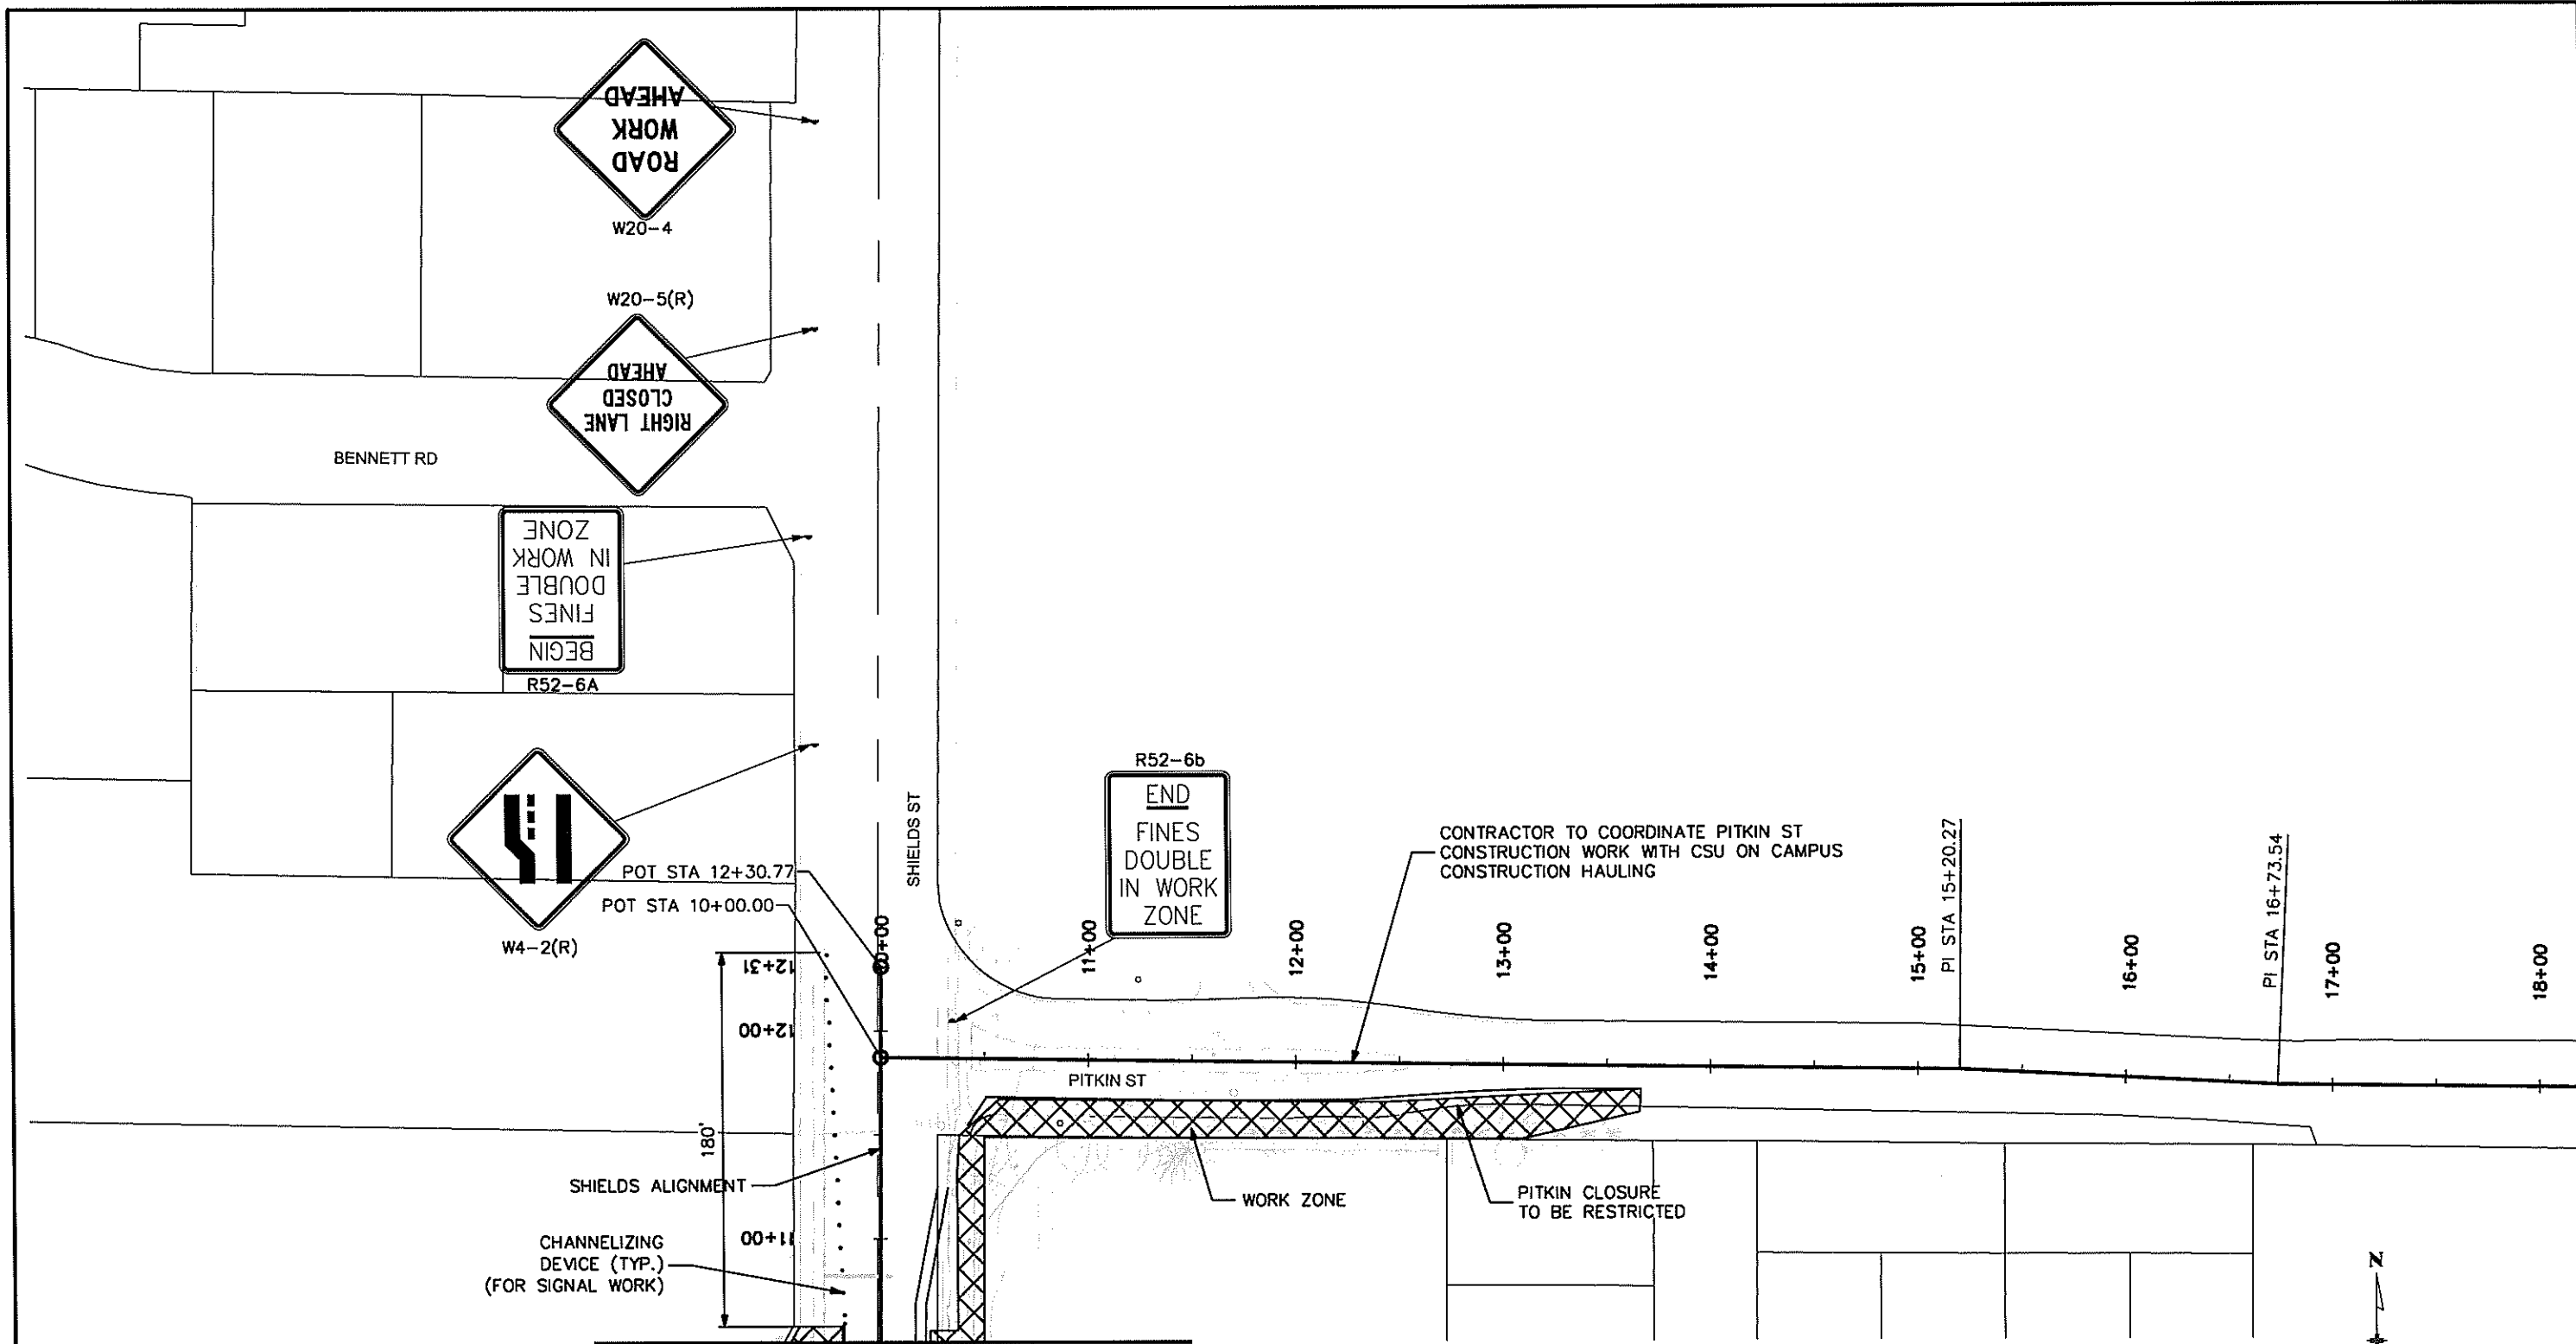 ROAD
WORK
AHEAD
W20-4
W20-5(R)
RIGHT LANE
CLOSED
AHEAD
BENNETT RD
BEGIN
FINES
DOUBLE
IN WORK
ZONE
R52-6A
W4-2(R)
SHIELDS ST
R52-6b
END
FINES
DOUBLE
IN WORK
ZONE
POT STA 12+30.77
POT STA 10+00.00
CONTRACTOR TO COORDINATE PITKIN ST
CONSTRUCTION WORK WITH CSU ON CAMPUS
CONSTRUCTION HAULING
PI STA 15+20.27
PI STA 16+73.54
12+31
12+00
11+00
11+00
12+00
13+00
14+00
15+00
16+00
17+00
18+00
PITKIN ST
180'
SHIELDS ALIGNMENT
WORK ZONE
PITKIN CLOSURE
TO BE RESTRICTED
CHANNELIZING
DEVICE (TYP.)
(FOR SIGNAL WORK)
N